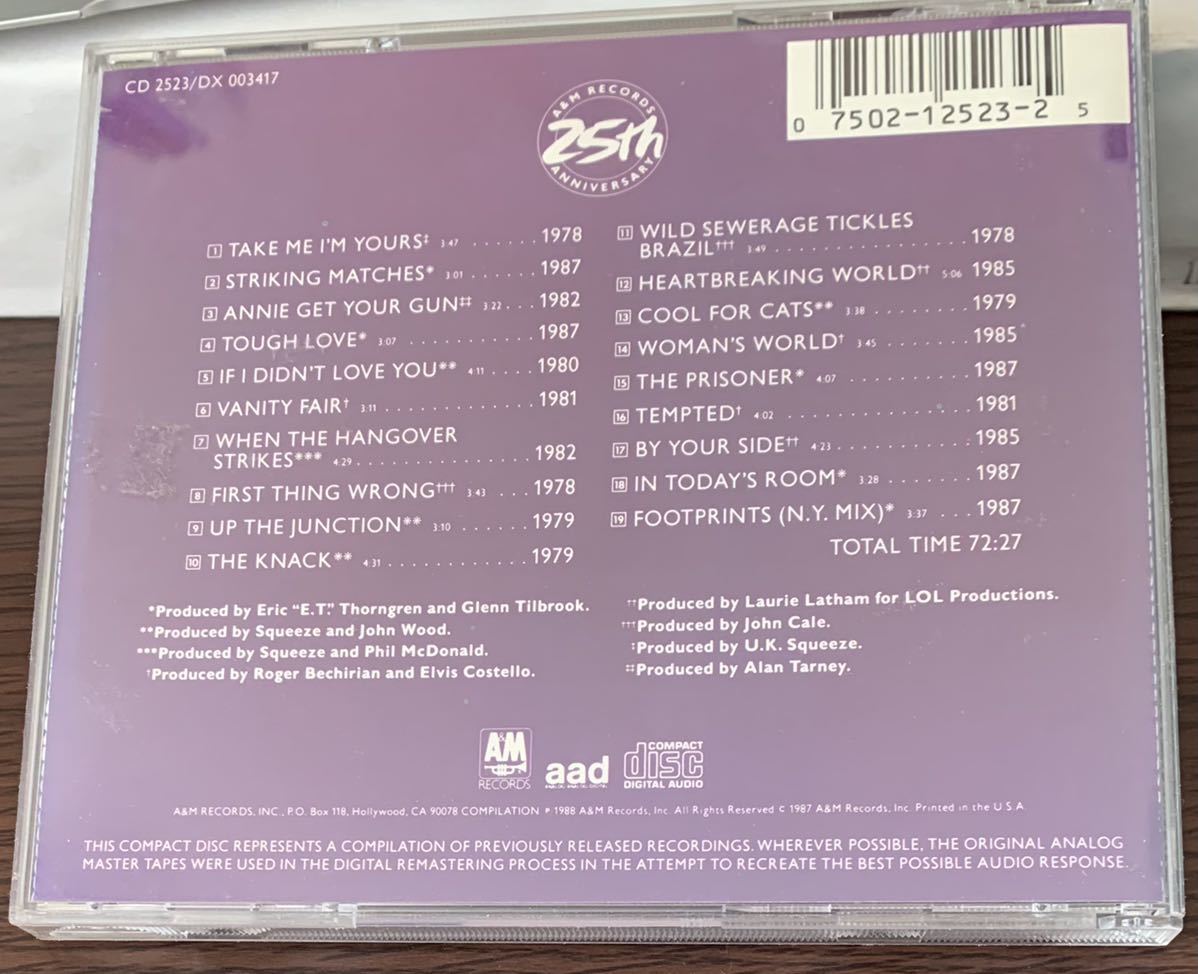 CD 2523/DX 003417
A&M RECORDS
25th
ANNIVERSARY
0 7502-12523-2 5
1 TAKE ME I'M YOURS‡ 3:47 . . . . . . 1978
2 STRIKING MATCHES* 3:01 . . . . . 1987
3 ANNIE GET YOUR GUN‡‡ 3:22 . . . 1982
4 TOUGH LOVE* 3:07 . . . . . . . . . . . 1987
5 IF I DIDN'T LOVE YOU** 4:11 . . . . 1980
6 VANITY FAIR† 3:11 . . . . . . . . . . . . 1981
7 WHEN THE HANGOVER
STRIKES*** 4:29 . . . . . . . . . . . . . . 1982
8 FIRST THING WRONG††† 3:43 . . . 1978
9 UP THE JUNCTION** 3:10 . . . . . . 1979
10 THE KNACK** 4:31 . . . . . . . . . . . 1979
11 WILD SEWERAGE TICKLES
BRAZIL††† 3:49 . . . . . . . . . . . . . . . . 1978
12 HEARTBREAKING WORLD†† 5:06 1985
13 COOL FOR CATS** 3:38 . . . . . . . . 1979
14 WOMAN'S WORLD† 3:45 . . . . . . . 1985
15 THE PRISONER* 4:07 . . . . . . . . . . 1987
16 TEMPTED† 4:02 . . . . . . . . . . . . . . 1981
17 BY YOUR SIDE†† 4:23 . . . . . . . . . . 1985
18 IN TODAY'S ROOM* 3:28 . . . . . . . 1987
19 FOOTPRINTS (N.Y. MIX)* 3:37 . . . 1987
TOTAL TIME 72:27
*Produced by Eric "E.T." Thorngren and Glenn Tilbrook.
**Produced by Squeeze and John Wood.
***Produced by Squeeze and Phil McDonald.
†Produced by Roger Bechirian and Elvis Costello.
††Produced by Laurie Latham for LOL Productions.
†††Produced by John Cale.
‡Produced by U.K. Squeeze.
‡‡Produced by Alan Tarney.
A&M
RECORDS
aad
ANALOG ANALOG DIGITAL
COMPACT
disc
DIGITAL AUDIO
A&M RECORDS, INC., P.O. Box 118, Hollywood, CA 90078 COMPILATION ℗ 1988 A&M Records, Inc. All Rights Reserved © 1987 A&M Records, Inc. Printed in the U.S.A.
THIS COMPACT DISC REPRESENTS A COMPILATION OF PREVIOUSLY RELEASED RECORDINGS. WHEREVER POSSIBLE, THE ORIGINAL ANALOG
MASTER TAPES WERE USED IN THE DIGITAL REMASTERING PROCESS IN THE ATTEMPT TO RECREATE THE BEST POSSIBLE AUDIO RESPONSE.